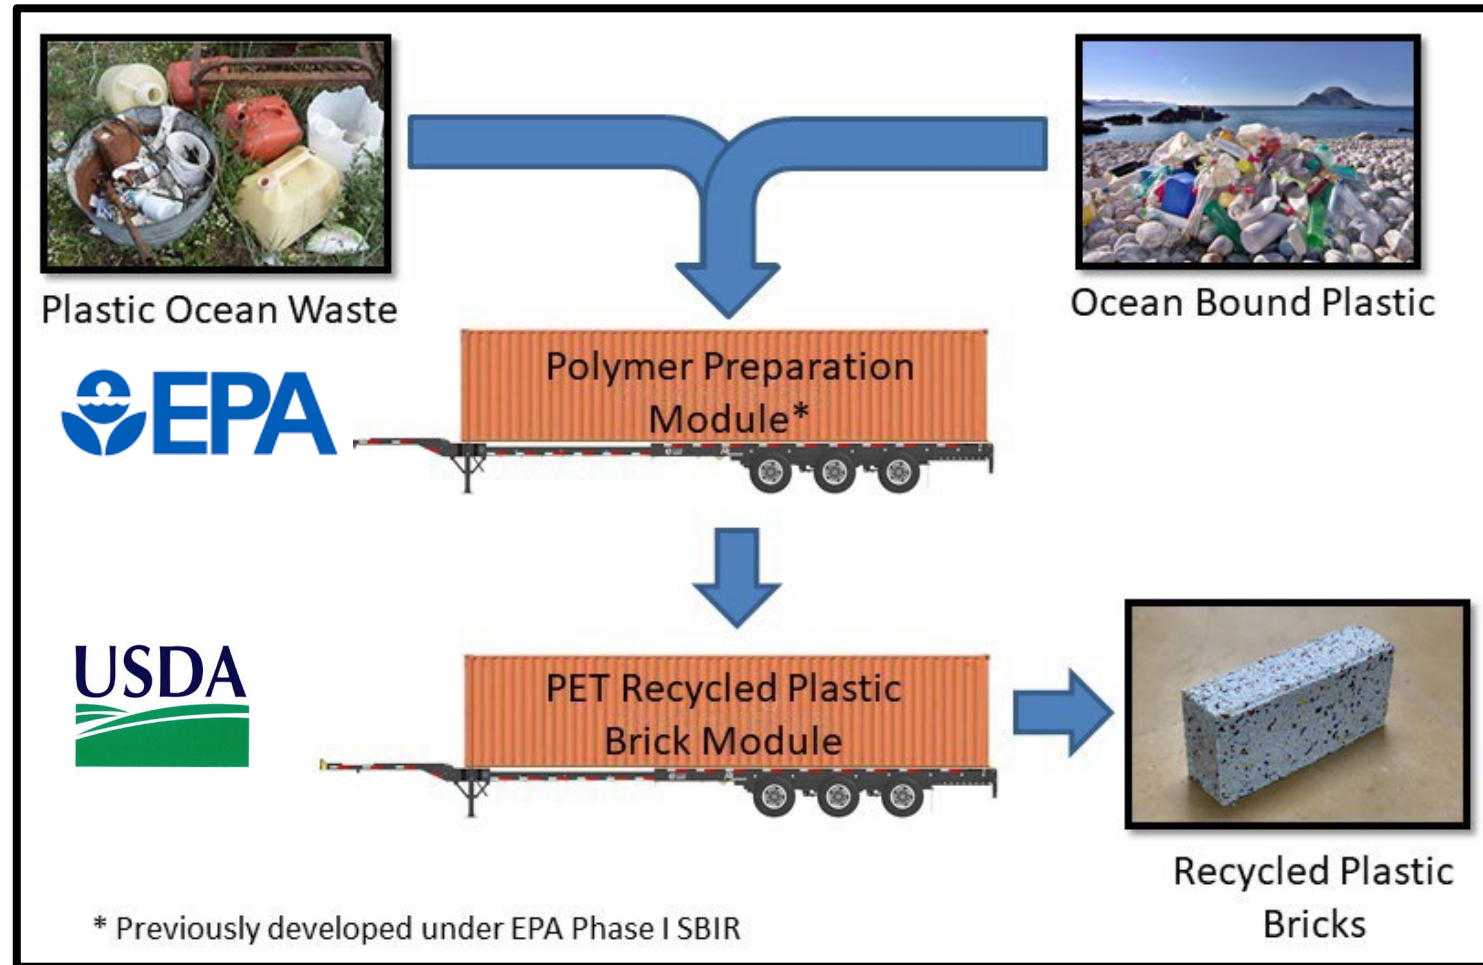 Plastic Ocean Waste
Ocean Bound Plastic
EPA
Polymer Preparation
Module*
USDA
PET Recycled Plastic
Brick Module
Recycled Plastic
Bricks
* Previously developed under EPA Phase I SBIR